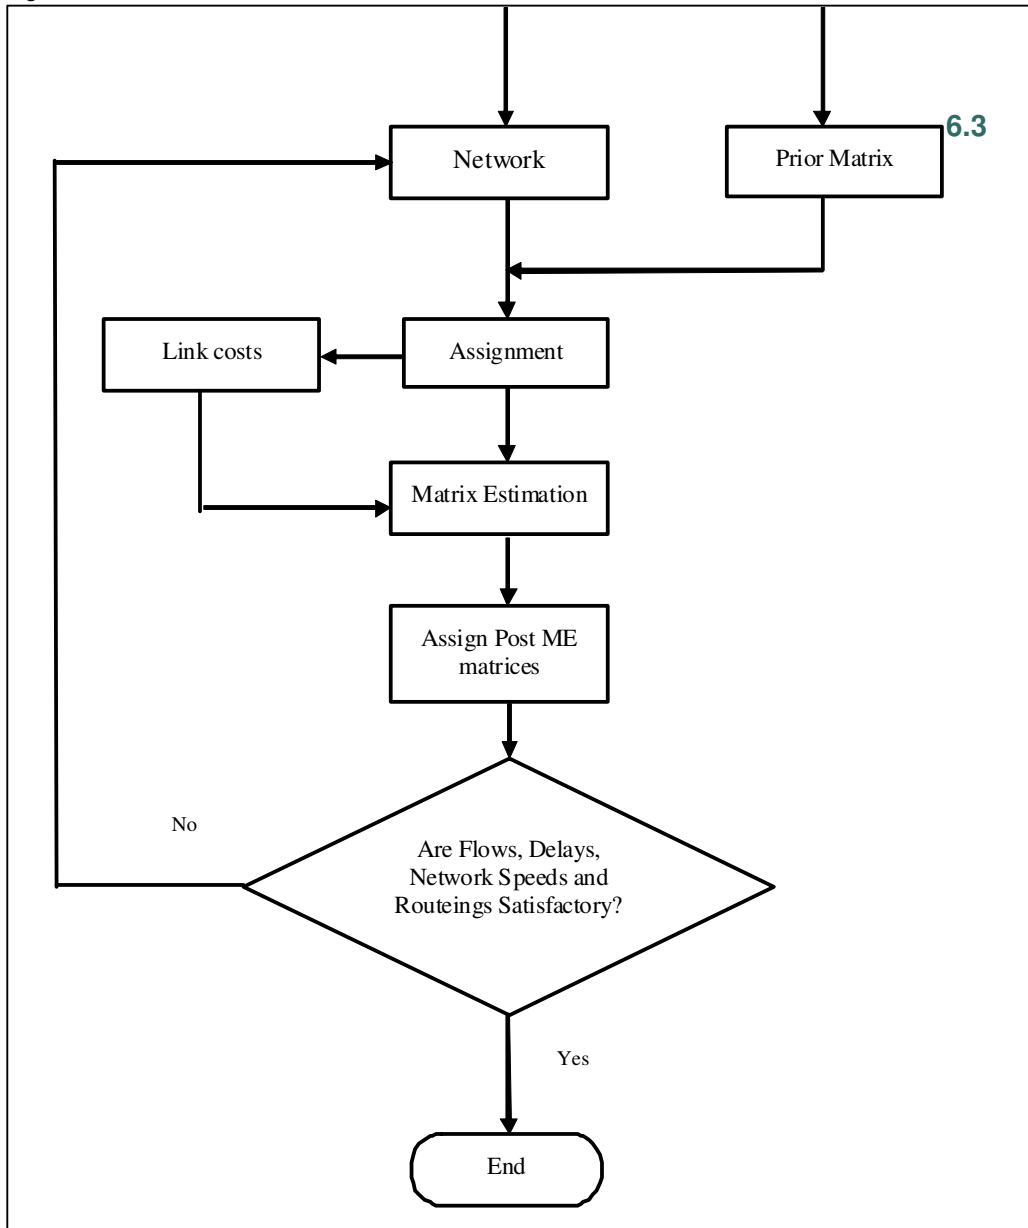 Network
Prior Matrix
6.3
Link costs
Assignment
Matrix Estimation
Assign Post ME
matrices
No
Are Flows, Delays,
Network Speeds and
Routeings Satisfactory?
Yes
End